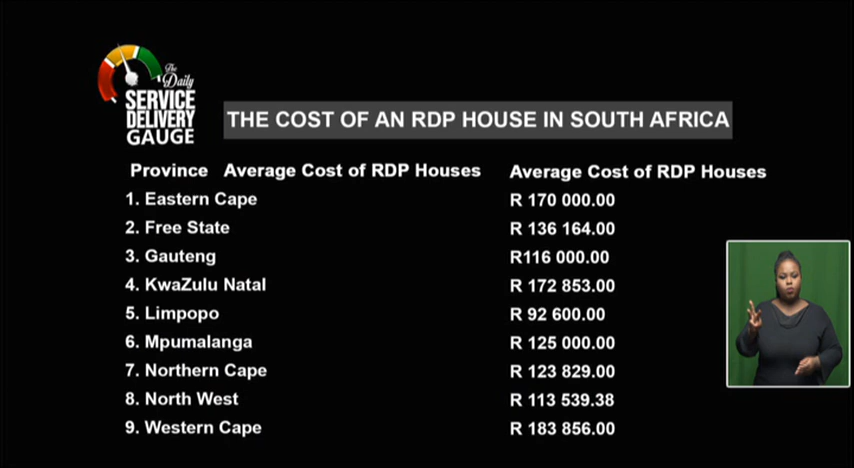 The
Daily
SERVICE
DELIVERY
GAUGE
THE COST OF AN RDP HOUSE IN SOUTH AFRICA
Province Average Cost of RDP Houses Average Cost of RDP Houses
1. Eastern Cape R 170 000.00
2. Free State R 136 164.00
3. Gauteng R116 000.00
4. KwaZulu Natal R 172 853.00
5. Limpopo R 92 600.00
6. Mpumalanga R 125 000.00
7. Northern Cape R 123 829.00
8. North West R 113 539.38
9. Western Cape R 183 856.00